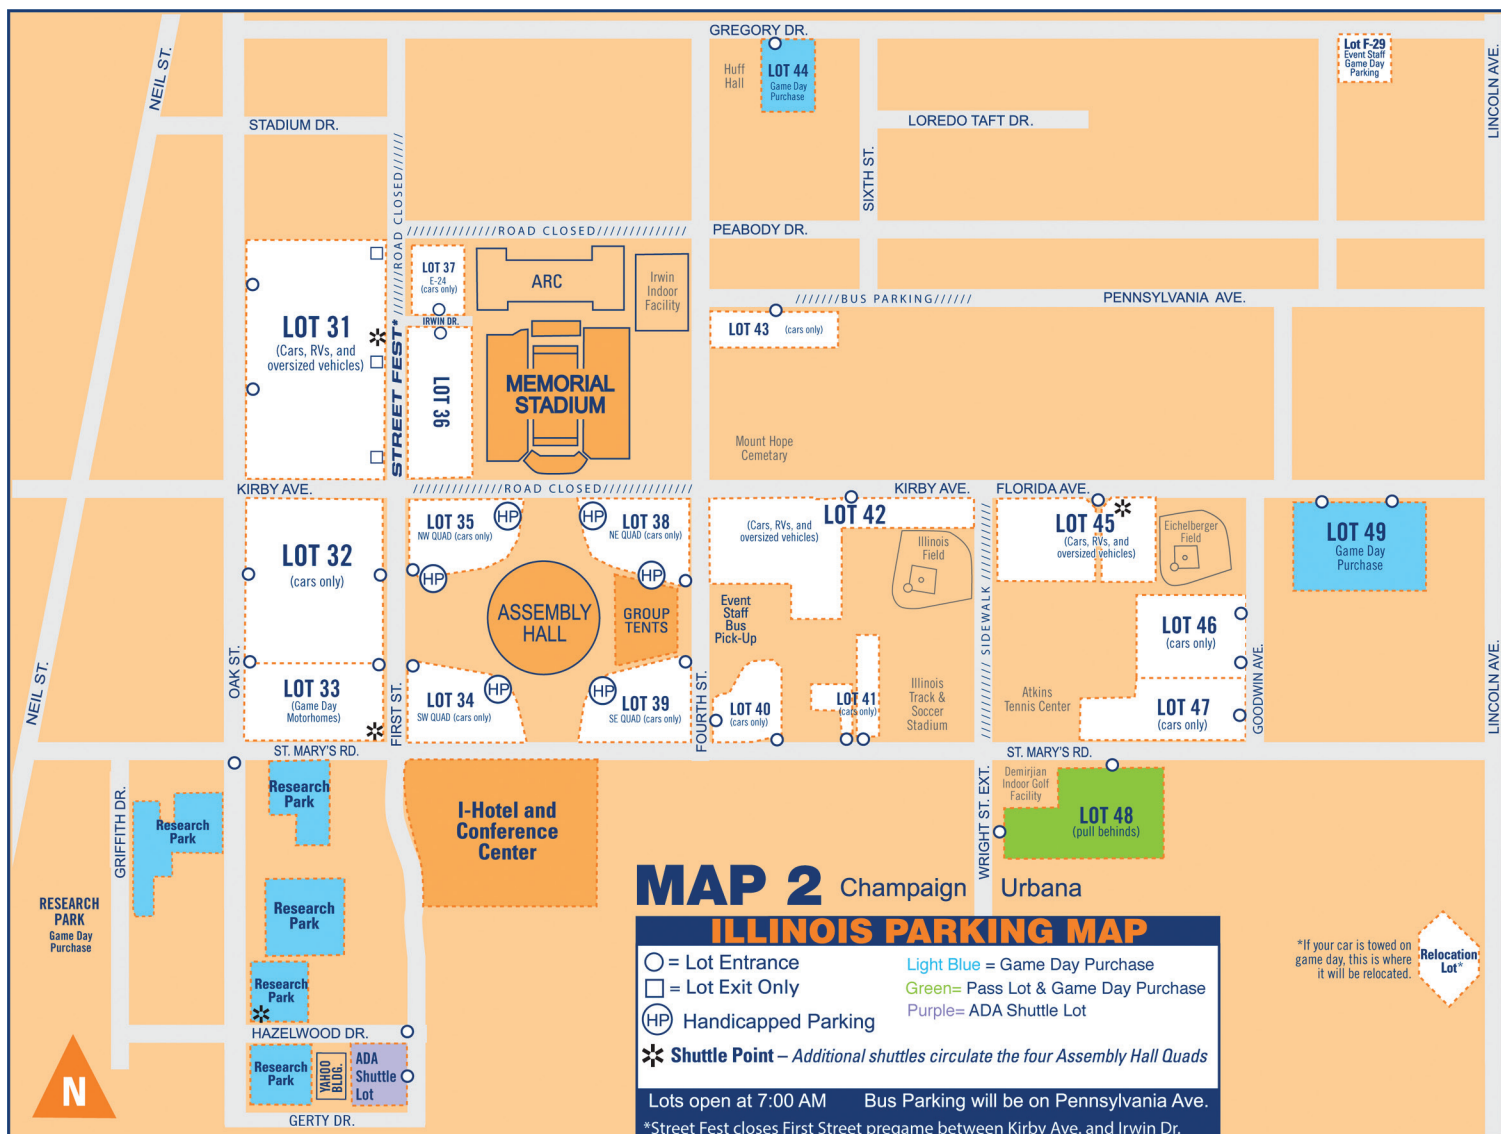 GREGORY DR.
NEIL ST.
Huff
Hall
LOT 44
Game Day
Purchase
Lot F-29
Event Staff
Game Day
Parking
LINCOLN AVE.
STADIUM DR.
LOREDO TAFT DR.
SIXTH ST.
//////ROAD CLOSED//////
///////////////ROAD CLOSED///////////////
PEABODY DR.
LOT 37
E-24
(cars only)
ARC
Irwin
Indoor
Facility
///////BUS PARKING//////
PENNSYLVANIA AVE.
LOT 31
(Cars, RVs, and
oversized vehicles)
IRWIN DR.
LOT 43 (cars only)
STREET FEST*
LOT 36
MEMORIAL
STADIUM
Mount Hope
Cemetary
KIRBY AVE.
///////////////ROAD CLOSED///////////////
KIRBY AVE.
FLORIDA AVE.
LOT 32
(cars only)
LOT 35
NW QUAD (cars only)
HP
HP
LOT 38
NE QUAD (cars only)
HP
HP
LOT 42
(Cars, RVs, and
oversized vehicles)
Illinois
Field
LOT 45
(Cars, RVs, and
oversized vehicles)
Eichelberger
Field
LOT 49
Game Day
Purchase
ASSEMBLY
HALL
GROUP
TENTS
Event
Staff
Bus
Pick-Up
////////// SIDEWALK //////////
LOT 46
(cars only)
OAK ST.
NEIL ST.
LOT 33
(Game Day
Motorhomes)
FIRST ST.
LOT 34
SW QUAD (cars only)
HP
HP
LOT 39
SE QUAD (cars only)
FOURTH ST.
LOT 40
(cars only)
LOT 41
(cars only)
Illinois
Track &
Soccer
Stadium
Atkins
Tennis Center
LOT 47
(cars only)
GOODWIN AVE.
LINCOLN AVE.
ST. MARY'S RD.
ST. MARY'S RD.
GRIFFITH DR.
Research
Park
Research
Park
I-Hotel and
Conference
Center
WRIGHT ST. EXT.
Demirjian
Indoor Golf
Facility
LOT 48
(pull behinds)
RESEARCH
PARK
Game Day
Purchase
Research
Park
Research
Park
HAZELWOOD DR.
Research
Park
YAHOO
BLDG.
ADA
Shuttle
Lot
GERTY DR.
N
MAP 2 Champaign Urbana
ILLINOIS PARKING MAP
= Lot Entrance
= Lot Exit Only
HP Handicapped Parking
Light Blue = Game Day Purchase
Green= Pass Lot & Game Day Purchase
Purple= ADA Shuttle Lot
Shuttle Point – Additional shuttles circulate the four Assembly Hall Quads
Lots open at 7:00 AM Bus Parking will be on Pennsylvania Ave.
*Street Fest closes First Street pregame between Kirby Ave. and Irwin Dr.
*If your car is towed on
game day, this is where
it will be relocated.
Relocation
Lot*